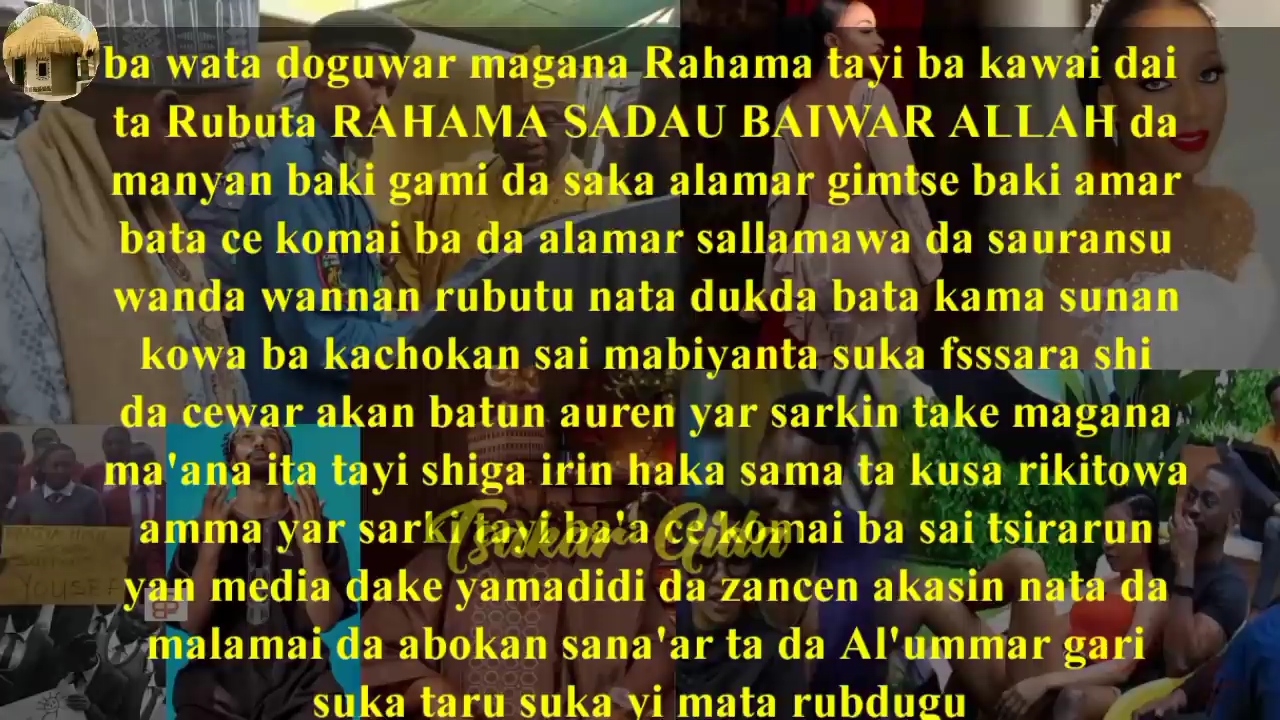 ba wata doguwar magana Rahama tayi ba kawai dai
ta Rubuta RAHAMA SADAU BAIWAR ALLAH da
manyan baki gami da saka alamar gimtse baki amar
bata ce komai ba da alamar sallamawa da sauransu
wanda wannan rubutu nata dukda bata kama sunan
kowa ba kachokan sai mabiyanta suka fsssara shi
da cewar akan batun auren yar sarkin take magana
ma'ana ita tayi shiga irin haka sama ta kusa rikitowa
amma yar sarki tayi ba'a ce komai ba sai tsirarun
yan media dake yamadidi da zancen akasin nata da
malamai da abokan sana'ar ta da Al'ummar gari
suka taru suka yi mata rubdugu
Tsakar Gida
YOUSEF